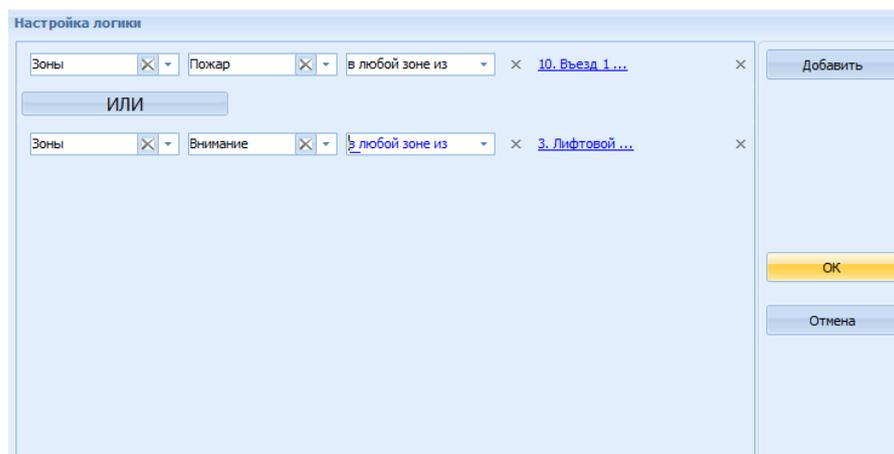 Настройка логики
Зоны Пожар в любой зоне из 10. Въезд 1 ... Добавить
ИЛИ
Зоны Внимание в любой зоне из 3. Лифтовой ...
ОК
Отмена